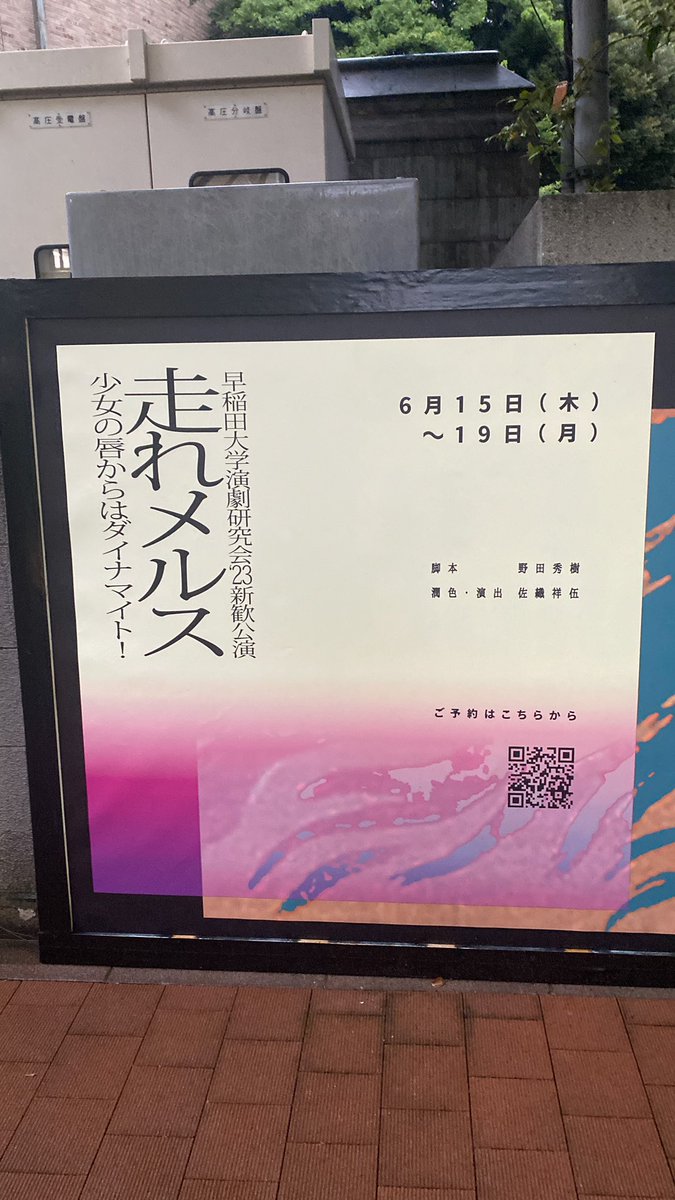 高圧受電盤
高圧分岐盤
早稲田大学演劇研究会'23新歓公演
走れメルス
少女の唇からはダイナマイト！
6月15日(木)
〜19日(月)
脚本　野田秀樹
潤色・演出　佐織祥伍
ご予約はこちらから